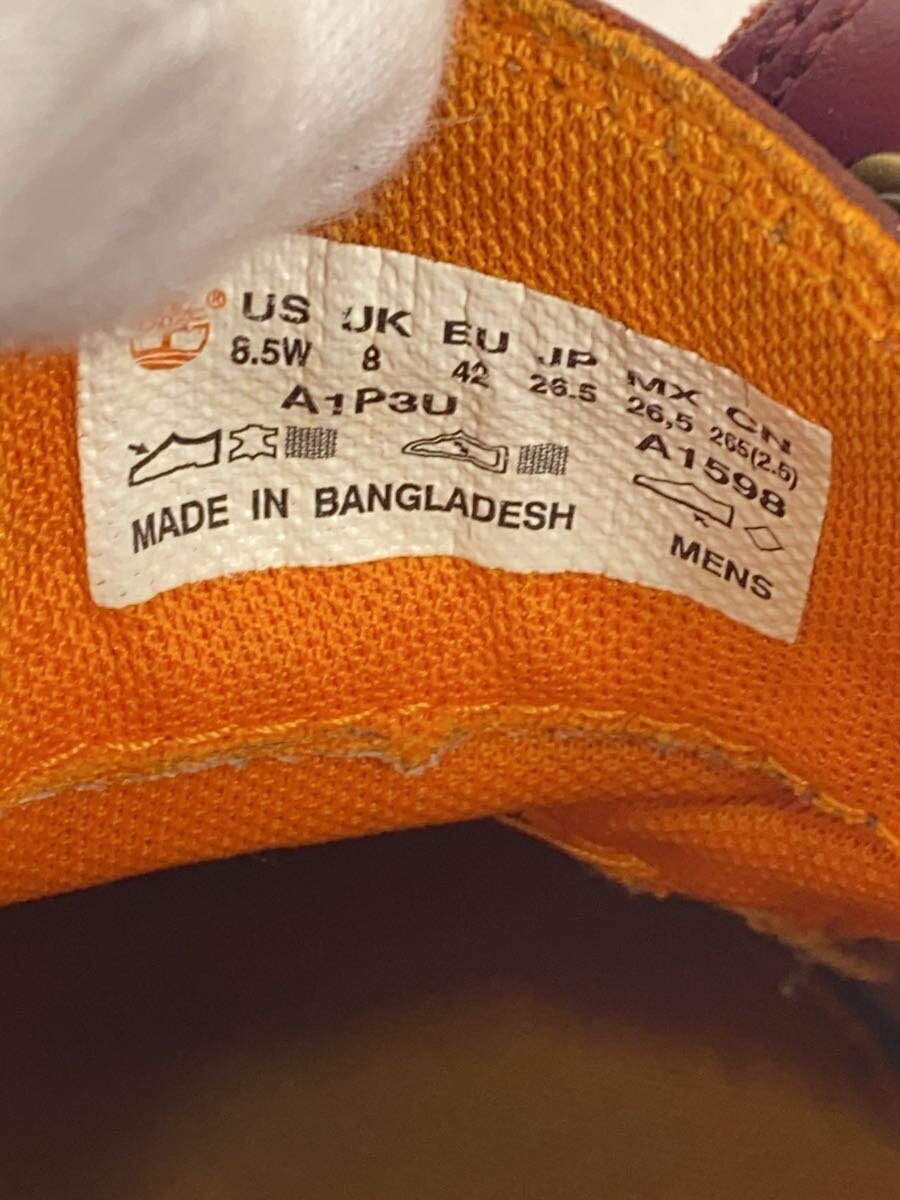 ® US UK EU JP MX CN
8.5W 8 42 26.5 26,5 265(2.5)
A1P3U A1598
MADE IN BANGLADESH MENS